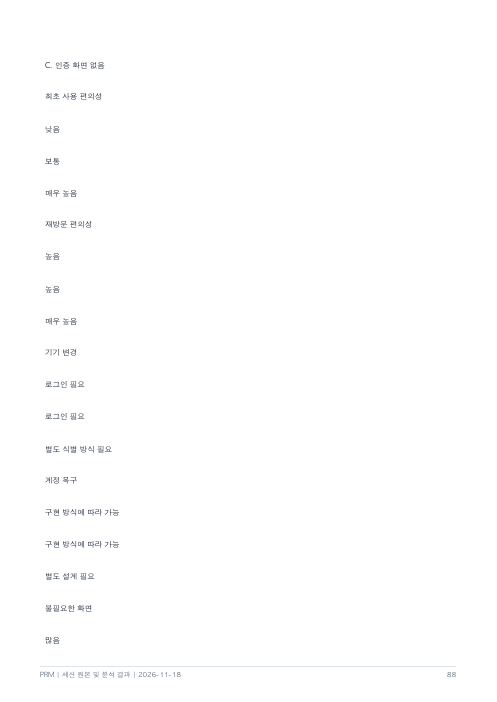 C. 인증 화면 없음
최초 사용 편의성
낮음
보통
매우 높음
재방문 편의성
높음
높음
매우 높음
기기 변경
로그인 필요
로그인 필요
별도 식별 방식 필요
계정 복구
구현 방식에 따라 가능
구현 방식에 따라 가능
별도 설계 필요
불필요한 화면
많음
PRM | 세션 원본 및 분석 결과 | 2026-11-18 88